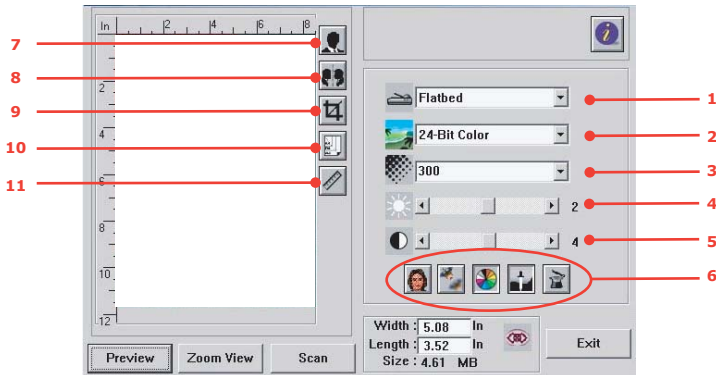 In 2 4 6 8
2
4
6
8
10
12
7
8
9
10
11
i
Flatbed
24-Bit Color
300
2
4
1
2
3
4
5
6
Preview Zoom View Scan
Width : 5.08 In
Length : 3.52 In
Size : 4.61 MB
Exit